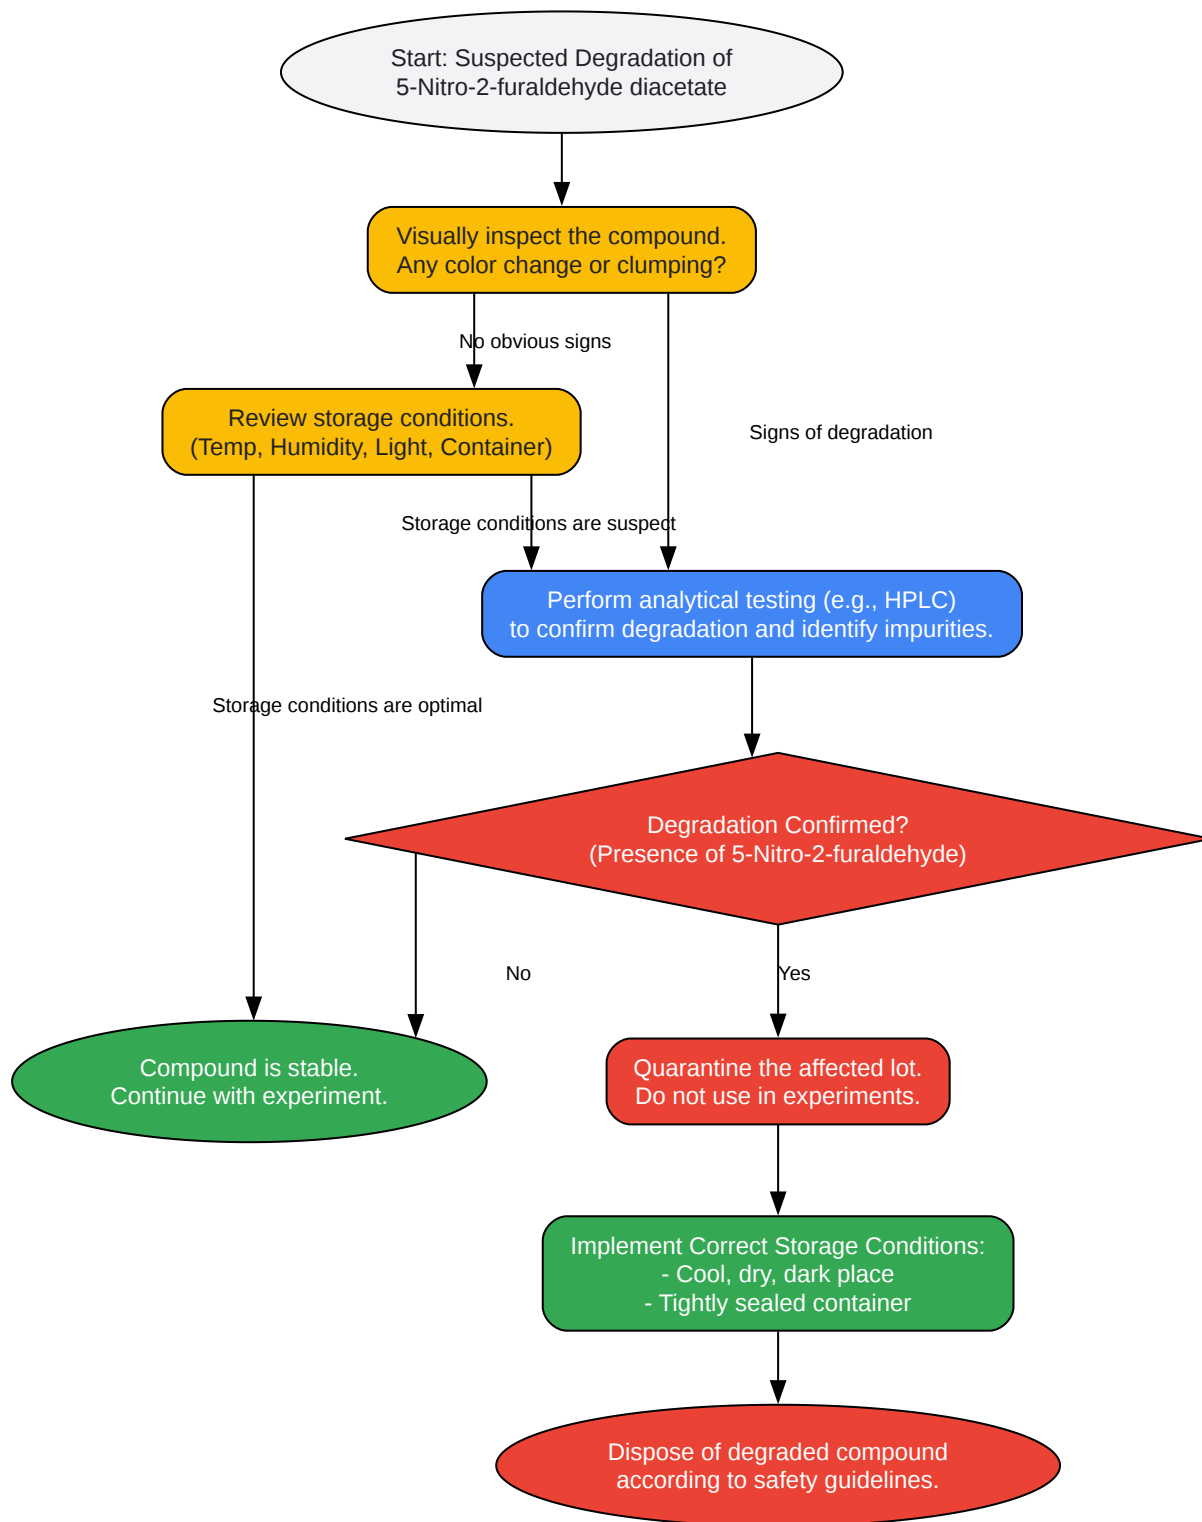 Start: Suspected Degradation of
5-Nitro-2-furaldehyde diacetate
Visually inspect the compound.
Any color change or clumping?
No obvious signs
Review storage conditions.
(Temp, Humidity, Light, Container)
Signs of degradation
Storage conditions are suspect
Perform analytical testing (e.g., HPLC)
to confirm degradation and identify impurities.
Storage conditions are optimal
Degradation Confirmed?
(Presence of 5-Nitro-2-furaldehyde)
No
Yes
Compound is stable.
Continue with experiment.
Quarantine the affected lot.
Do not use in experiments.
Implement Correct Storage Conditions:
- Cool, dry, dark place
- Tightly sealed container
Dispose of degraded compound
according to safety guidelines.